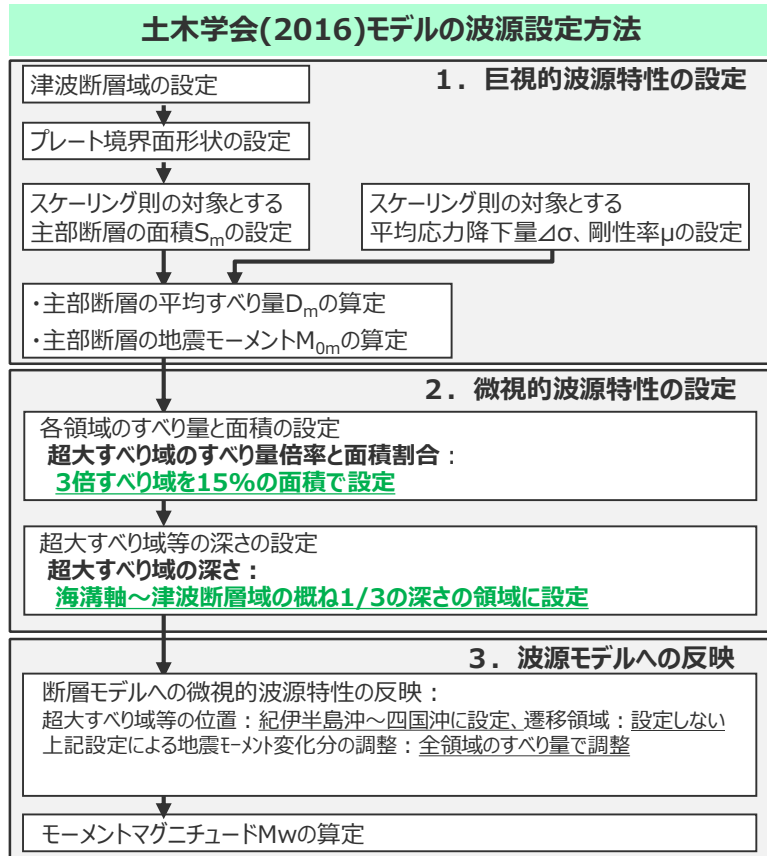 土木学会(2016)モデルの波源設定方法
1．巨視的波源特性の設定
津波断層域の設定
プレート境界面形状の設定
スケーリング則の対象とする
主部断層の面積Smの設定
スケーリング則の対象とする
平均応力降下量⊿σ、剛性率μの設定
・主部断層の平均すべり量Dmの算定
・主部断層の地震モーメントM0mの算定
2．微視的波源特性の設定
各領域のすべり量と面積の設定
超大すべり域のすべり量倍率と面積割合：
3倍すべり域を15%の面積で設定
超大すべり域等の深さの設定
超大すべり域の深さ：
海溝軸～津波断層域の概ね1/3の深さの領域に設定
3．波源モデルへの反映
断層モデルへの微視的波源特性の反映：
超大すべり域等の位置：紀伊半島沖～四国沖に設定、遷移領域：設定しない
上記設定による地震ﾓｰﾒﾝﾄ変化分の調整：全領域のすべり量で調整
モーメントマグニチュードMwの算定